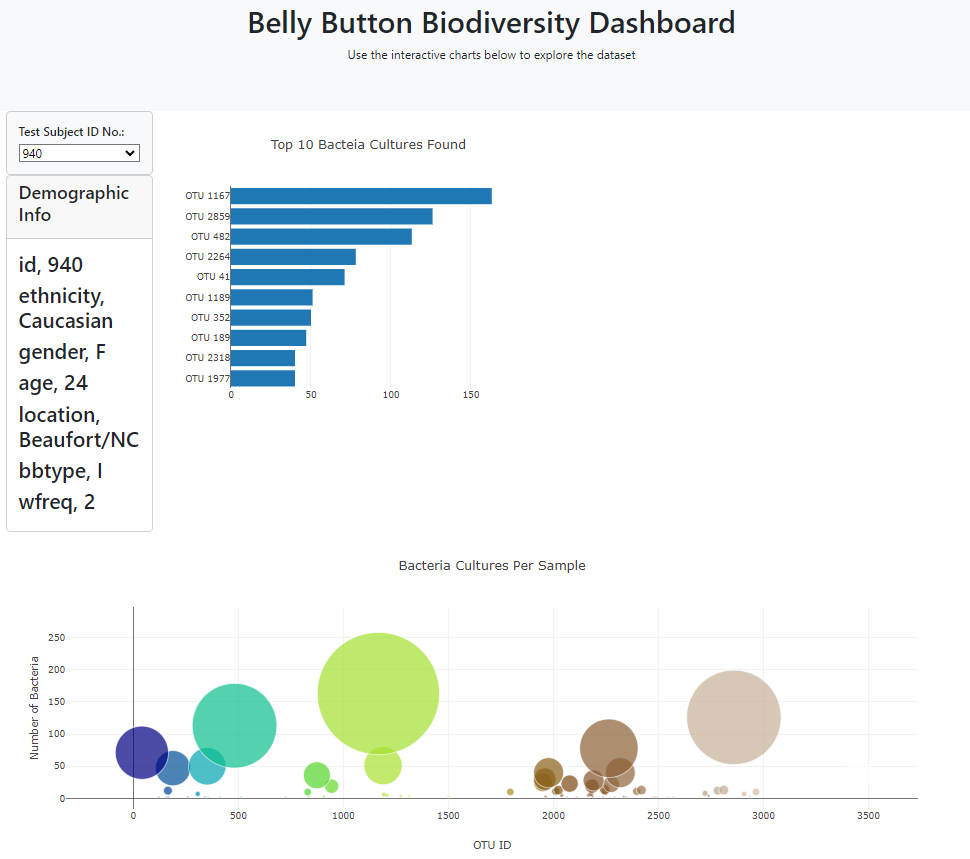 Belly Button Biodiversity Dashboard
Use the interactive charts below to explore the dataset
Test Subject ID No.:
940
Demographic
Info
id, 940
ethnicity,
Caucasian
gender, F
age, 24
location,
Beaufort/NC
bbtype, I
wfreq, 2
Top 10 Bacteia Cultures Found
OTU 1167
OTU 2859
OTU 482
OTU 2264
OTU 41
OTU 1189
OTU 352
OTU 189
OTU 2318
OTU 1977
0 50 100 150
Bacteria Cultures Per Sample
Number of Bacteria
250
200
150
100
50
0
0 500 1000 1500 2000 2500 3000 3500
OTU ID